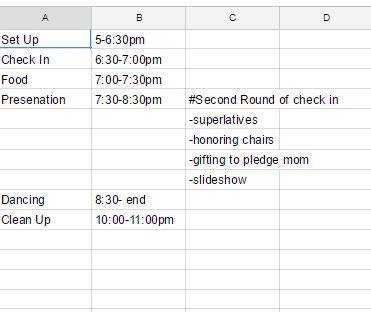 A B C D
Set Up 5-6:30pm
Check In 6:30-7:00pm
Food 7:00-7:30pm
Presenation 7:30-8:30pm #Second Round of check in
-superlatives
-honoring chairs
-gifting to pledge mom
-slideshow
Dancing 8:30- end
Clean Up 10:00-11:00pm